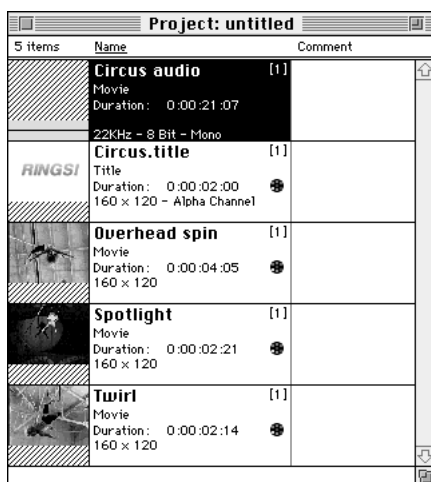 Project: untitled
5 items Name Comment
Circus audio [1]
Movie
Duration: 0:00:21:07
22KHz - 8 Bit - Mono
RINGS!
Circus.title [1]
Title
Duration: 0:00:02:00
160 × 120 - Alpha Channel
Overhead spin [1]
Movie
Duration: 0:00:04:05
160 × 120
Spotlight [1]
Movie
Duration: 0:00:02:21
160 × 120
Twirl [1]
Movie
Duration: 0:00:02:14
160 × 120